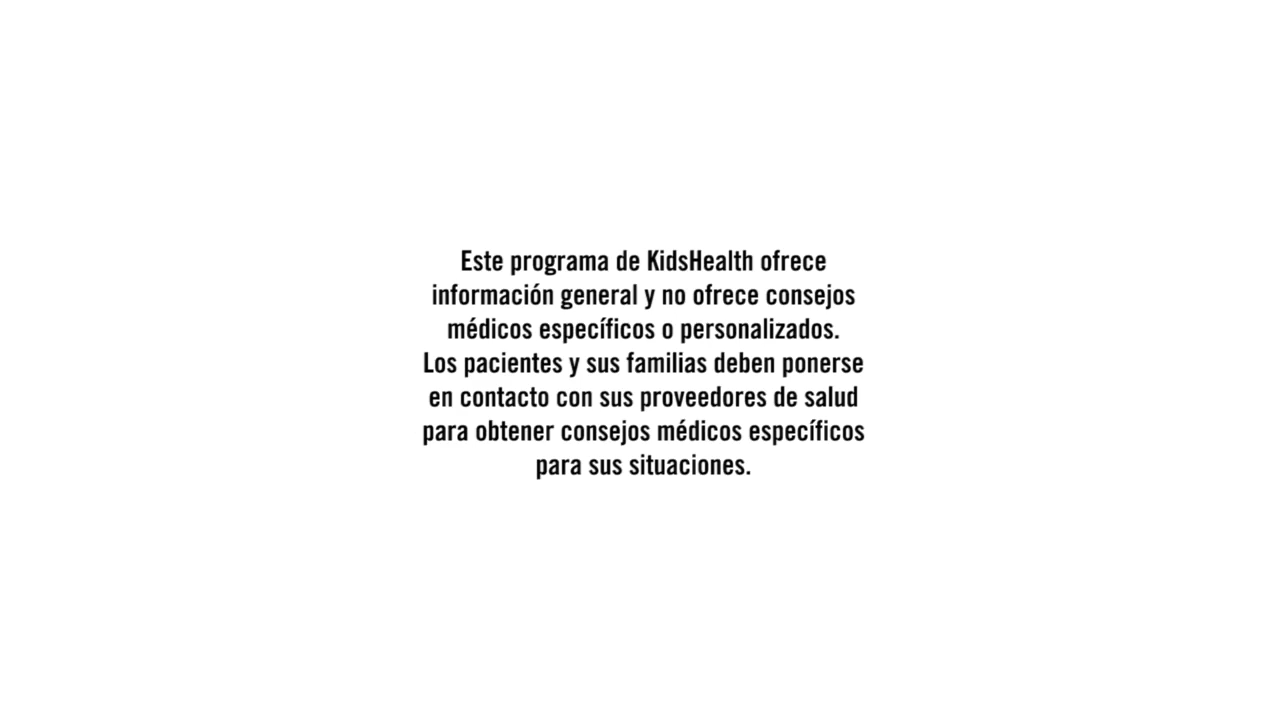 Este programa de KidsHealth ofrece
información general y no ofrece consejos
médicos específicos o personalizados.
Los pacientes y sus familias deben ponerse
en contacto con sus proveedores de salud
para obtener consejos médicos específicos
para sus situaciones.